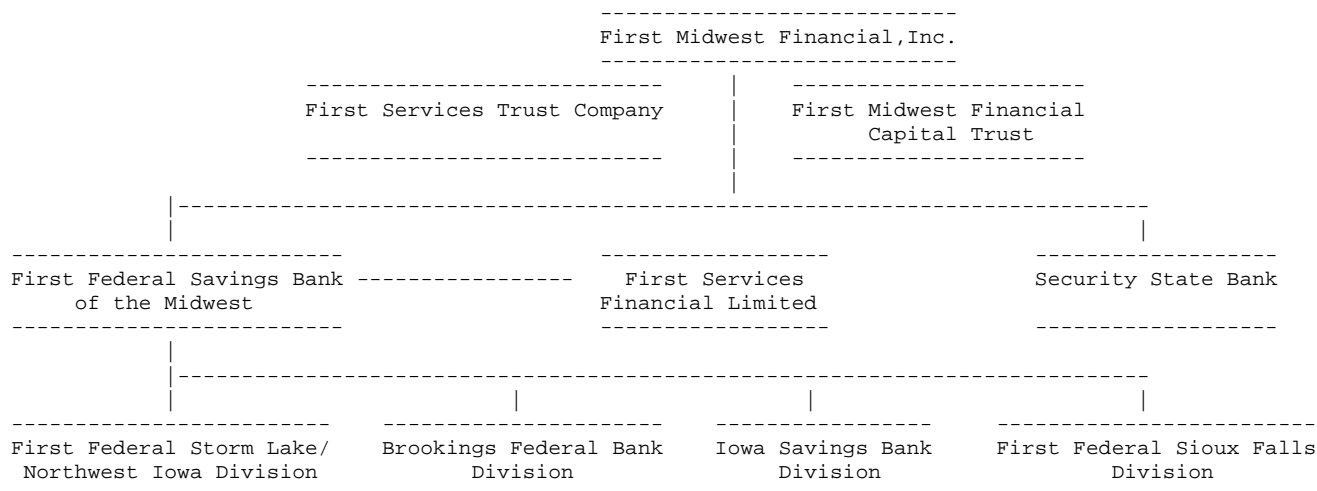 First Midwest Financial,Inc.
First Services Trust Company
First Midwest Financial
Capital Trust
First Federal Savings Bank
of the Midwest
First Services
Financial Limited
Security State Bank
First Federal Storm Lake/
Northwest Iowa Division
Brookings Federal Bank
Division
Iowa Savings Bank
Division
First Federal Sioux Falls
Division